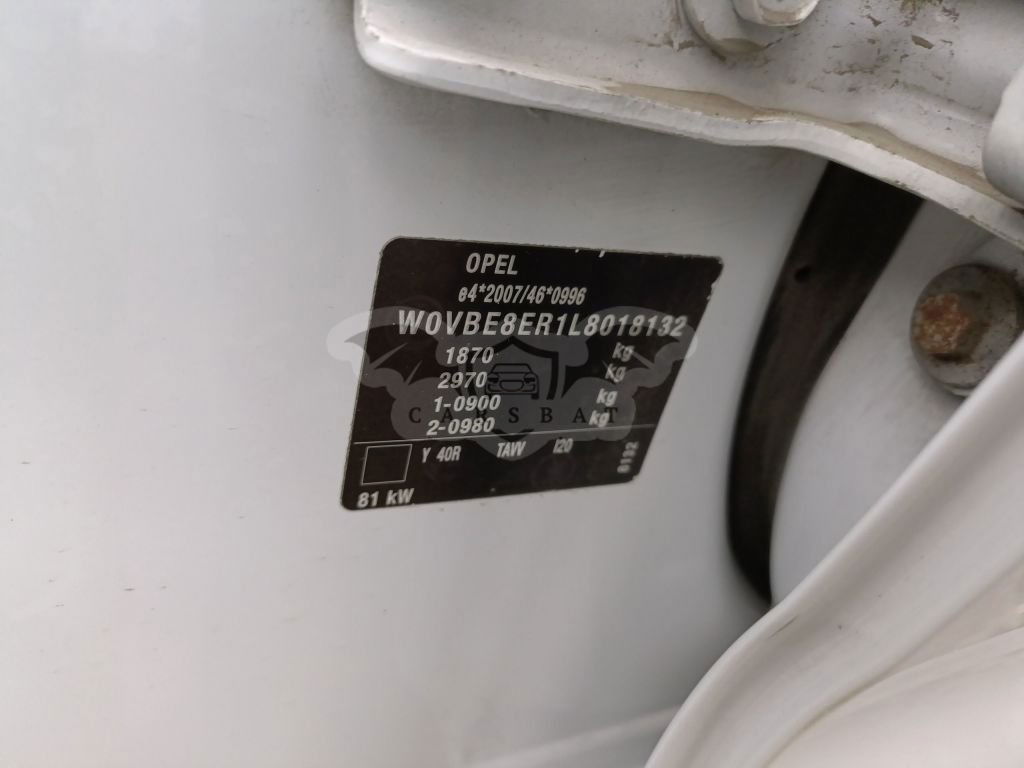 OPEL
e4*2007/46*0996
W0VBE8ER1L8018132
1870 kg
2970 kg
1-0900 kg
2-0980 kg
Y 40R TAVV I20
8132
81 kW
CARSBAT